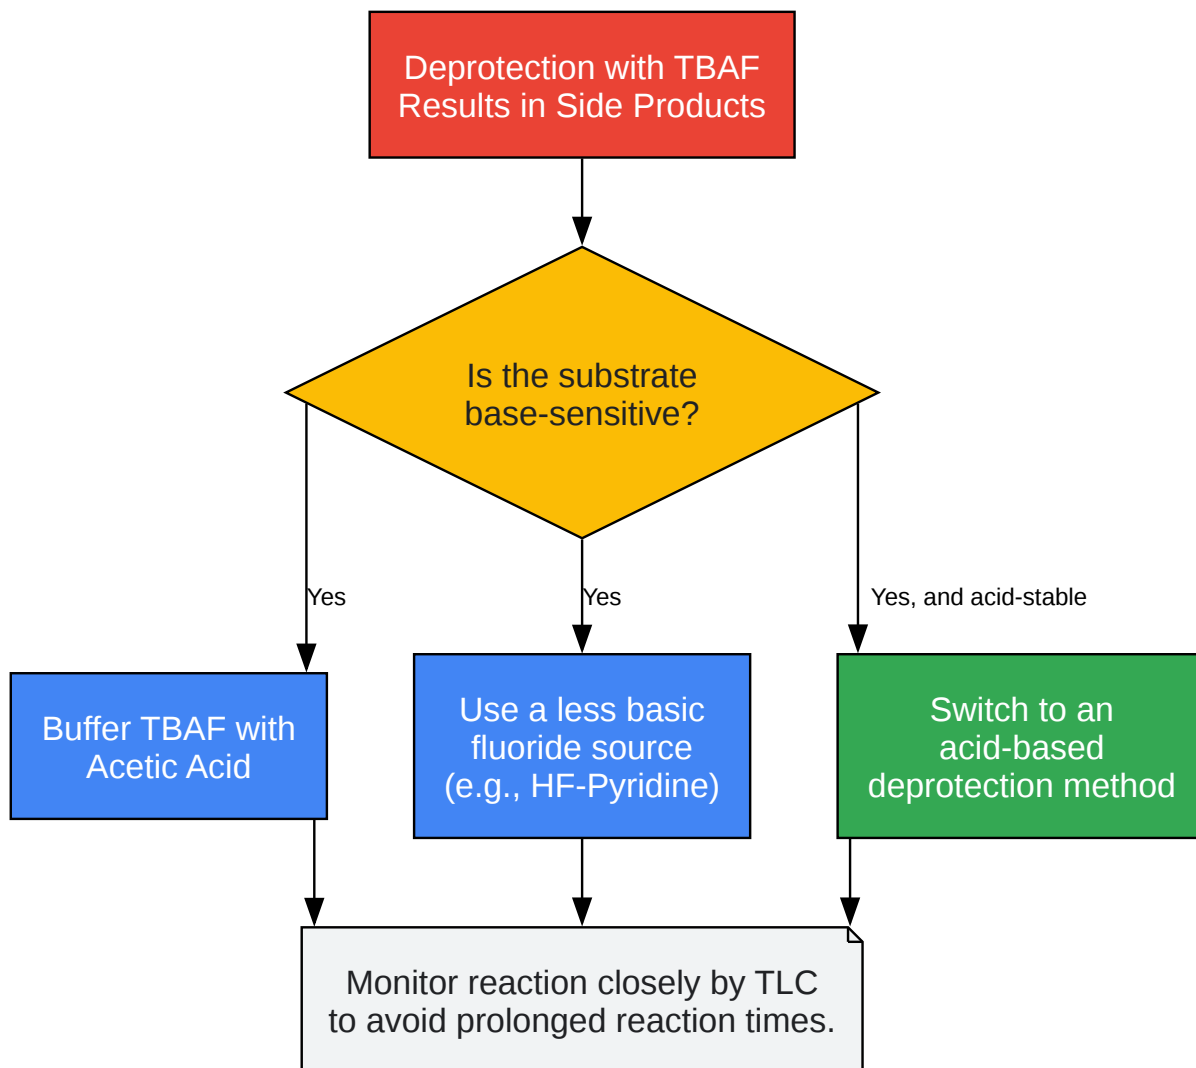 Deprotection with TBAF
Results in Side Products
Is the substrate
base-sensitive?
Yes
Yes
Yes, and acid-stable
Buffer TBAF with
Acetic Acid
Use a less basic
fluoride source
(e.g., HF-Pyridine)
Switch to an
acid-based
deprotection method
Monitor reaction closely by TLC
to avoid prolonged reaction times.